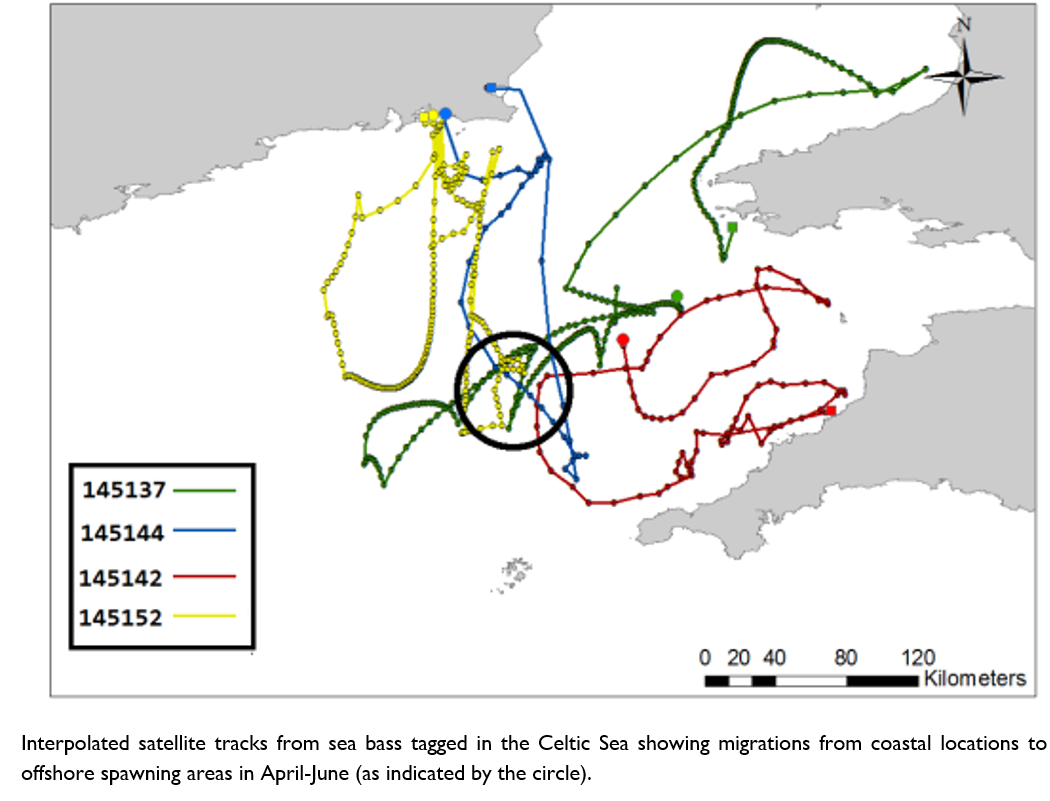 N
145137
145144
145142
145152
0 20 40 80 120
Kilometers
Interpolated satellite tracks from sea bass tagged in the Celtic Sea showing migrations from coastal locations to
offshore spawning areas in April-June (as indicated by the circle).